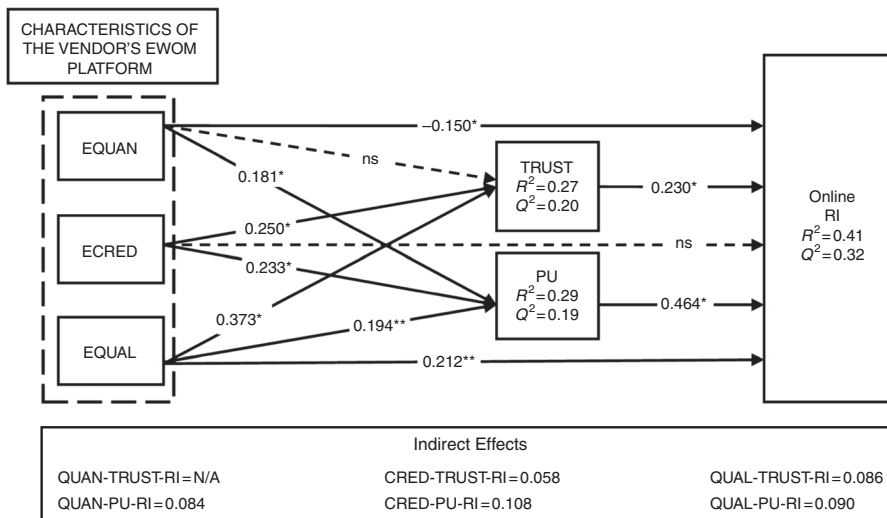 CHARACTERISTICS OF
THE VENDOR'S EWOM
PLATFORM
EQUAN
ECRED
EQUAL
–0.150*
ns
0.181*
0.250*
0.233*
0.373*
0.194**
0.212**
TRUST
R²=0.27
Q²=0.20
0.230*
ns
PU
R²=0.29
Q²=0.19
0.464*
Online
RI
R²=0.41
Q²=0.32
Indirect Effects
QUAN-TRUST-RI=N/A CRED-TRUST-RI=0.058 QUAL-TRUST-RI=0.086
QUAN-PU-RI=0.084 CRED-PU-RI=0.108 QUAL-PU-RI=0.090